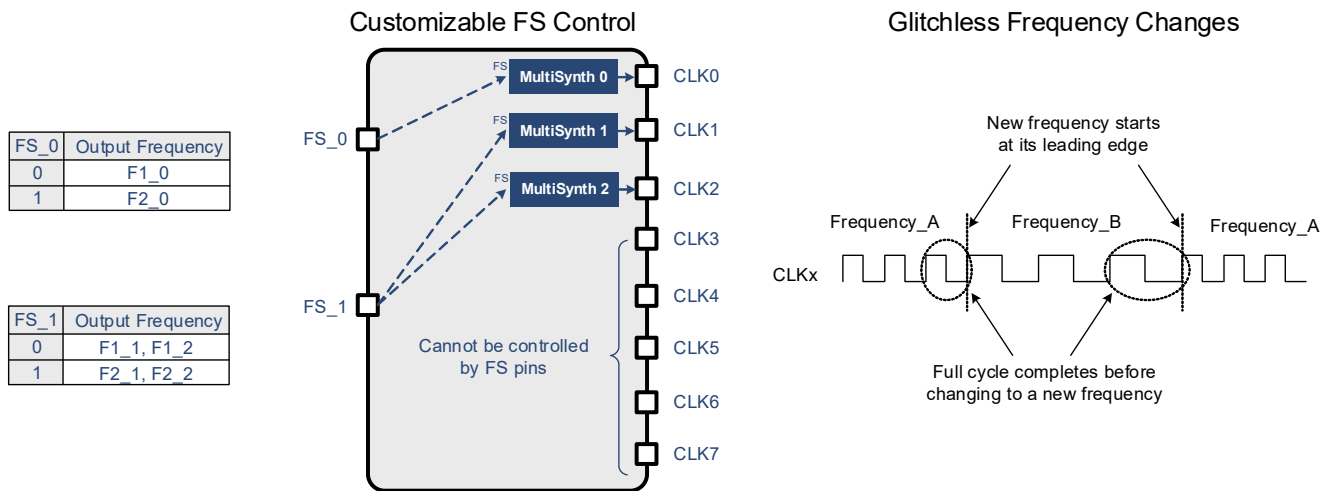 Customizable FS Control
Glitchless Frequency Changes
FS_0 Output Frequency
0 F1_0
1 F2_0
FS_1 Output Frequency
0 F1_1, F1_2
1 F2_1, F2_2
FS_0
FS_1
FS
MultiSynth 0
FS
MultiSynth 1
FS
MultiSynth 2
Cannot be controlled
by FS pins
CLK0
CLK1
CLK2
CLK3
CLK4
CLK5
CLK6
CLK7
New frequency starts
at its leading edge
Frequency_A
Frequency_B
Frequency_A
CLKx
Full cycle completes before
changing to a new frequency